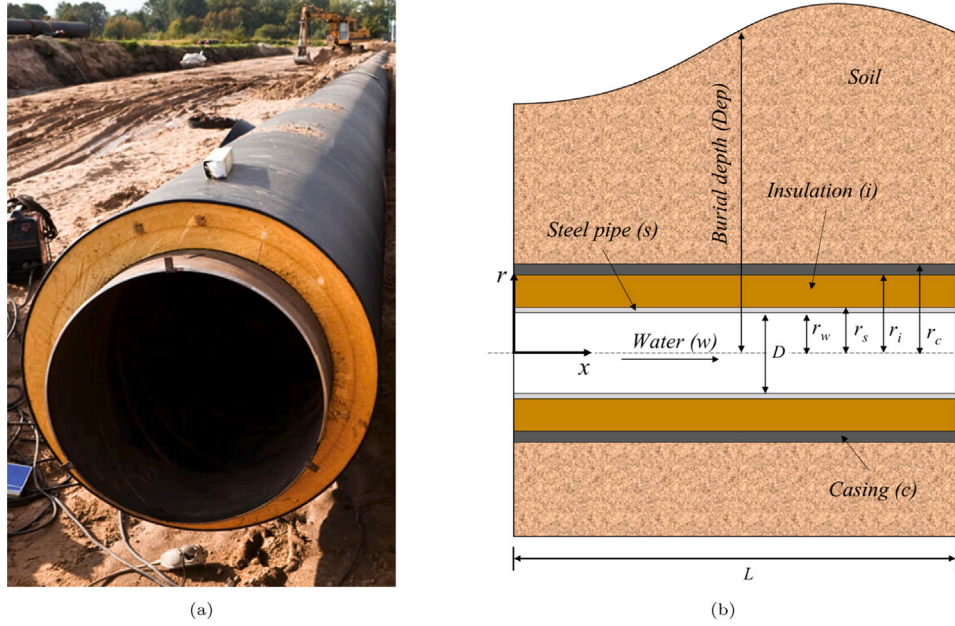 Soil
Burial depth (Dep)
Insulation (i)
Steel pipe (s)
r
r_w
r_s
r_i
r_c
Water (w)
D
x
Casing (c)
L
(a)
(b)